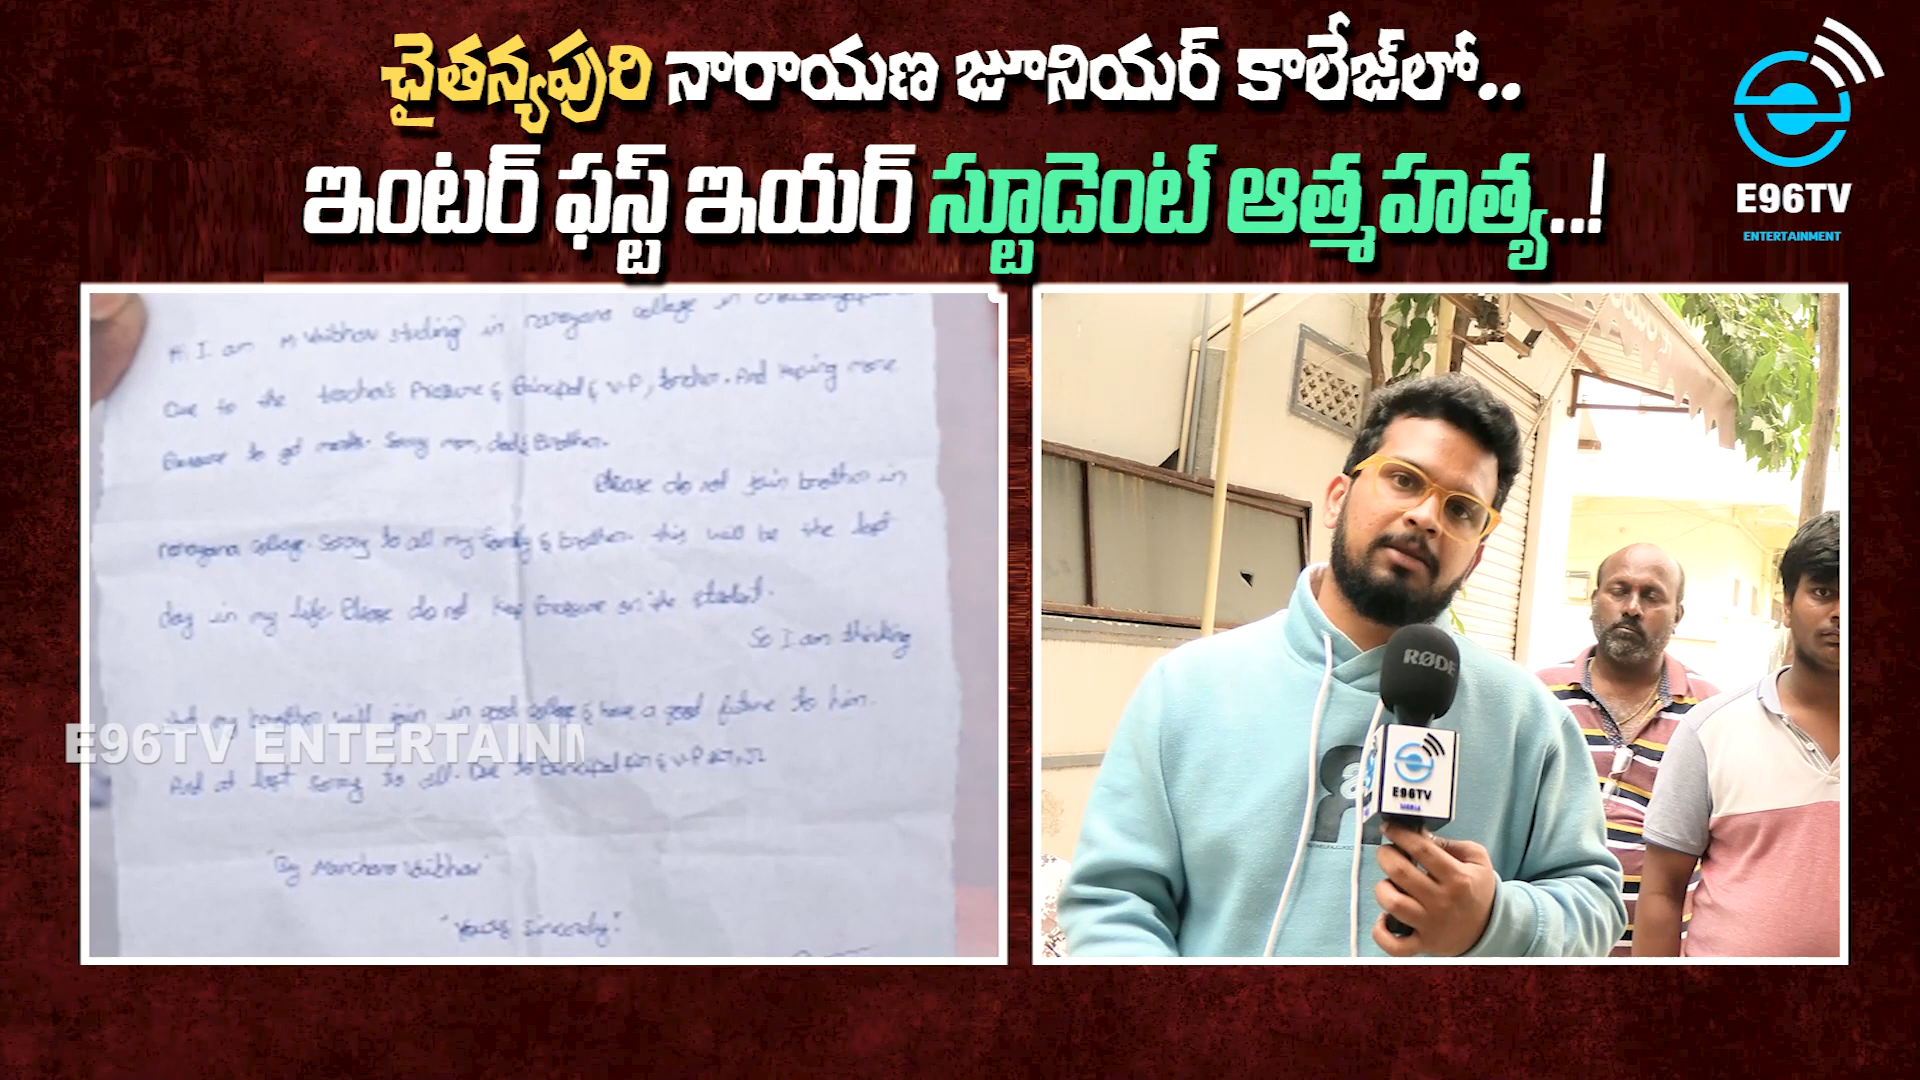 చైతన్యపురి నారాయణ జూనియర్ కాలేజ్‌లో..
ఇంటర్ ఫస్ట్ ఇయర్ స్టూడెంట్ ఆత్మహత్య..!
E96TV
ENTERTAINMENT
Hi I am M Vaibhav studing in narayana college in
Due to the teacher's Pressure & Principal & V.P, torcher. And keping more
Pressure to get marks. Sorry mom, dad & Brother.
Please do not join brother in
narayana college. Sorry to all my family & brother. this will be the last
day in my life. Please do not keep Pressure on the student.
So I am thinking
that my brother will join in good college & have a good future to him.
And at last sorry to all. Due to Principal sir & V.P
"By Manchara Vaibhav"
"Yours Sincerely".
E96TV ENTERTAIN
RØDE
E96TV